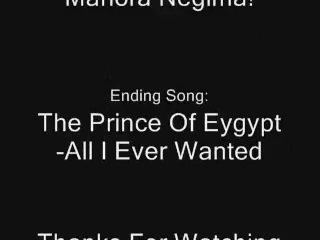 Mahora Negima!
Ending Song:
The Prince Of Eygypt
-All I Ever Wanted
Thanks For Watching